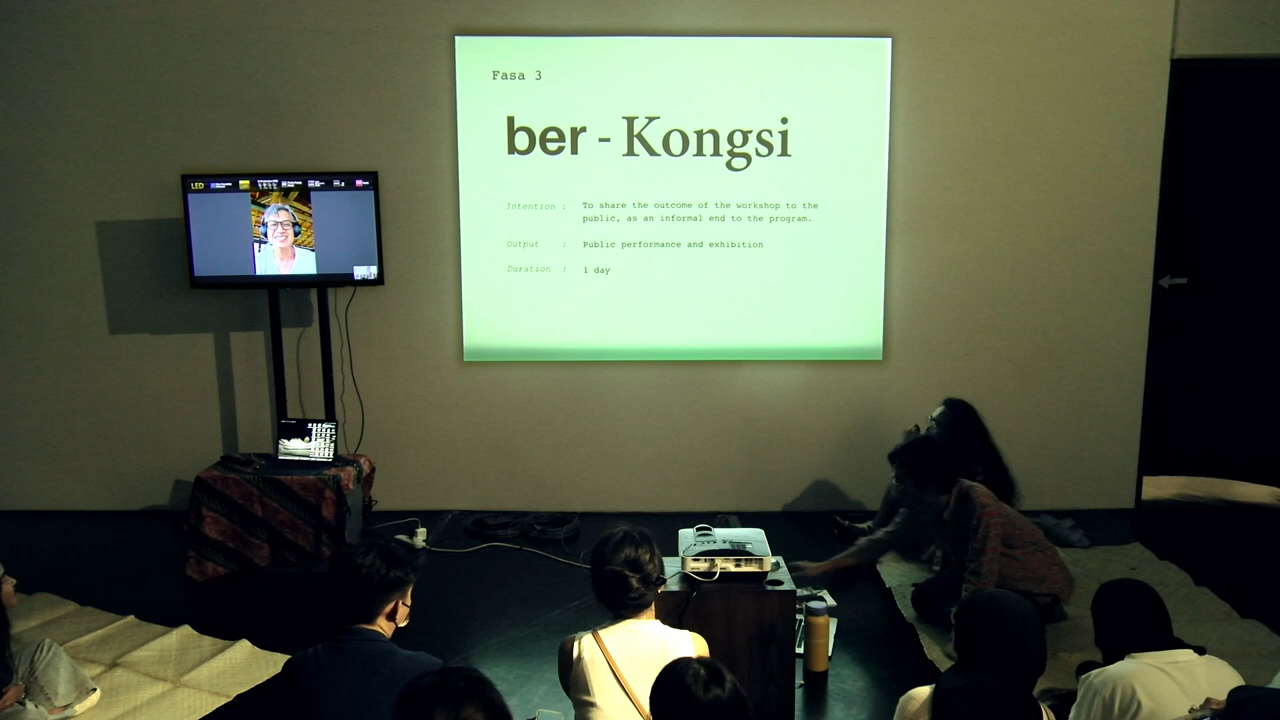 Fasa 3
ber - Kongsi
Intention : To share the outcome of the workshop to the
public, as an informal end to the program.
Output : Public performance and exhibition
Duration : 1 day
LED